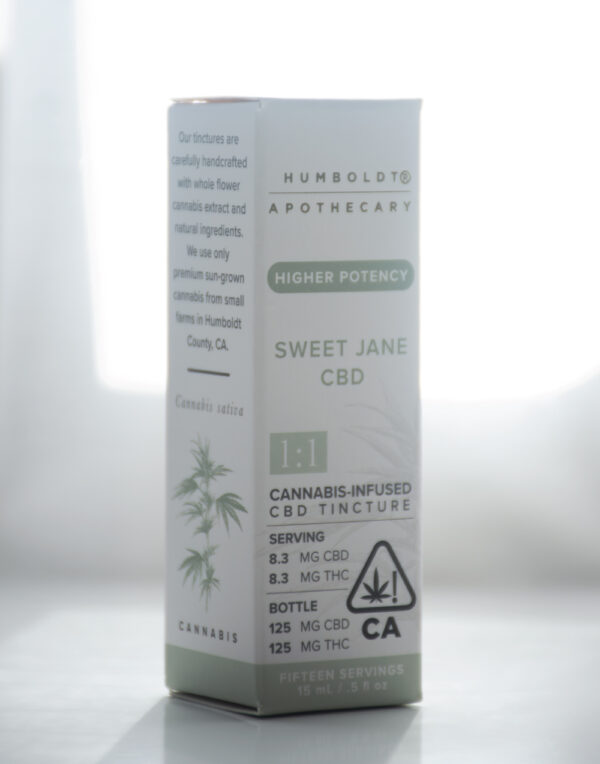 Our tinctures are
carefully handcrafted
with whole flower
cannabis extract and
natural ingredients.
We use only
premium sun-grown
cannabis from small
farms in Humboldt
County, CA.
Cannabis sativa
CANNABIS
HUMBOLDT®
APOTHECARY
HIGHER POTENCY
SWEET JANE
CBD
1:1
CANNABIS-INFUSED
CBD TINCTURE
SERVING
8.3 MG CBD
8.3 MG THC
BOTTLE
125 MG CBD
125 MG THC
!
CA
FIFTEEN SERVINGS
15 ml. / .5 fl oz